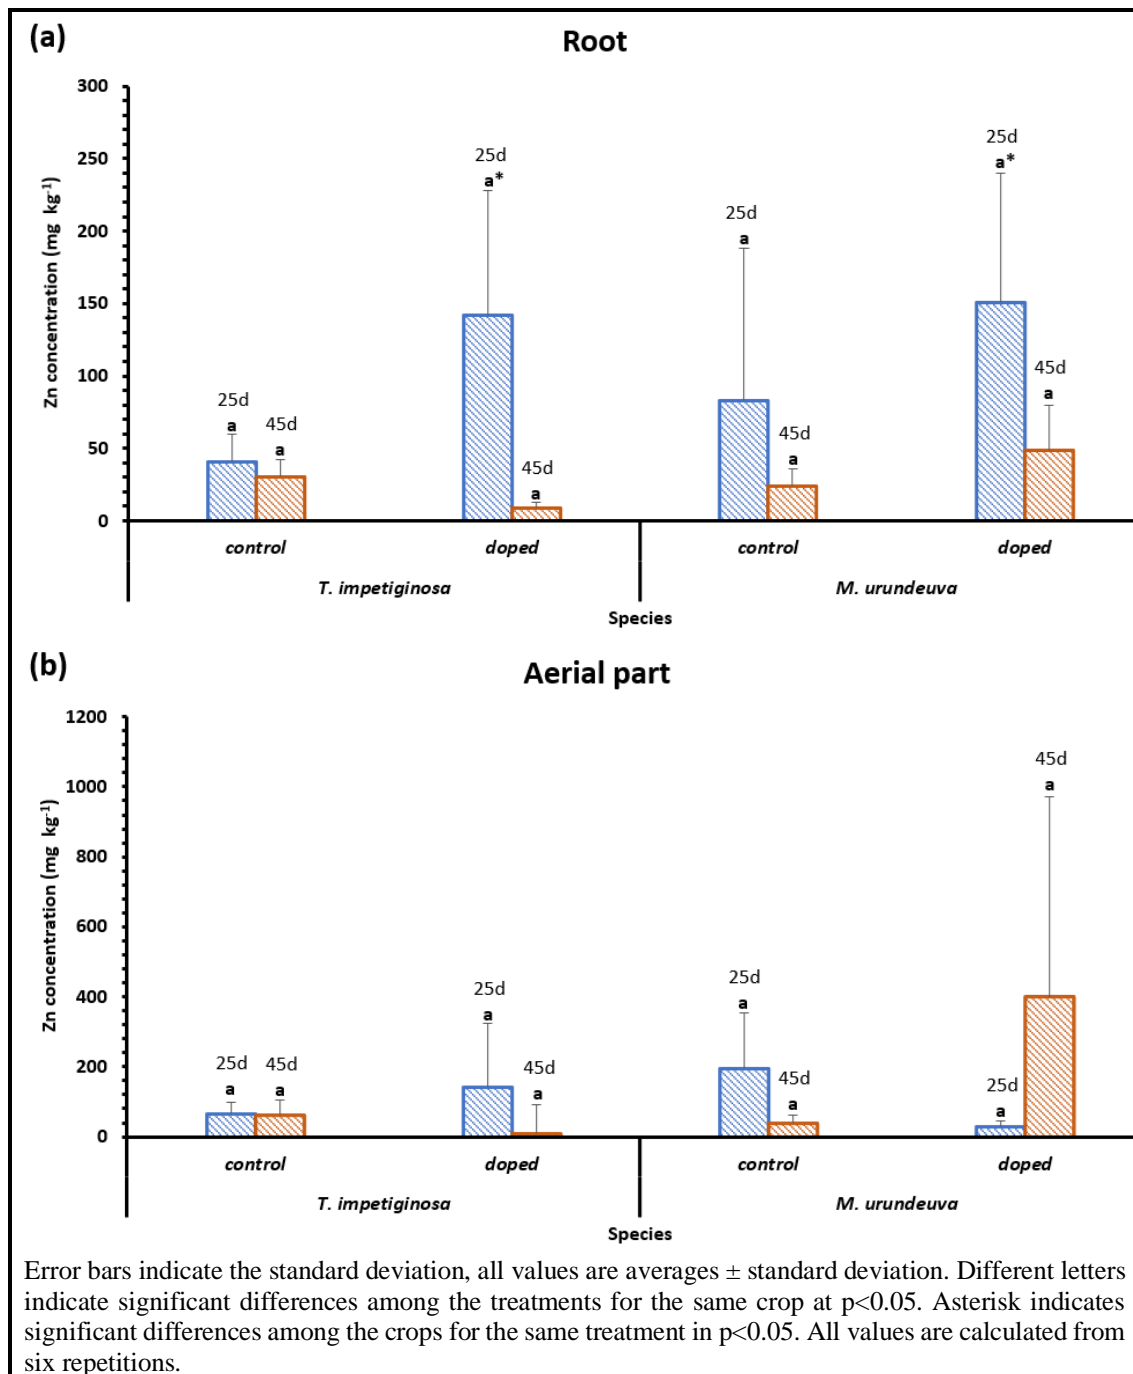 (a)
Root
Zn concentration (mg kg⁻¹)
300
250
200
150
100
50
0
25d
a
45d
a
25d
a*
45d
a
25d
a
45d
a
25d
a*
45d
a
control
doped
control
doped
T. impetiginosa
M. urundeuva
Species
(b)
Aerial part
Zn concentration (mg kg⁻¹)
1200
1000
800
600
400
200
0
25d
a
45d
a
25d
a
45d
a
25d
a
45d
a
25d
a
45d
a
control
doped
control
doped
T. impetiginosa
M. urundeuva
Species
Error bars indicate the standard deviation, all values are averages ± standard deviation. Different letters
indicate significant differences among the treatments for the same crop at p<0.05. Asterisk indicates
significant differences among the crops for the same treatment in p<0.05. All values are calculated from
six repetitions.